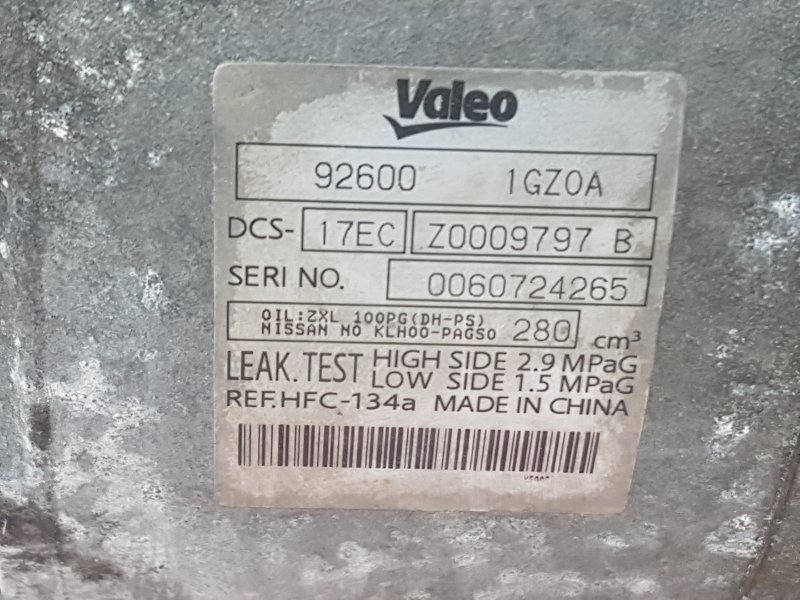 Valeo
92600 1GZ0A
DCS- 17EC Z0009797 B
SERI NO. 0060724265
OIL:ZXL 100PG(DH-PS)
NISSAN NO KLH00-PAGS0 280 cm³
LEAK. TEST HIGH SIDE 2.9 MPaG
LOW SIDE 1.5 MPaG
REF.HFC-134a MADE IN CHINA